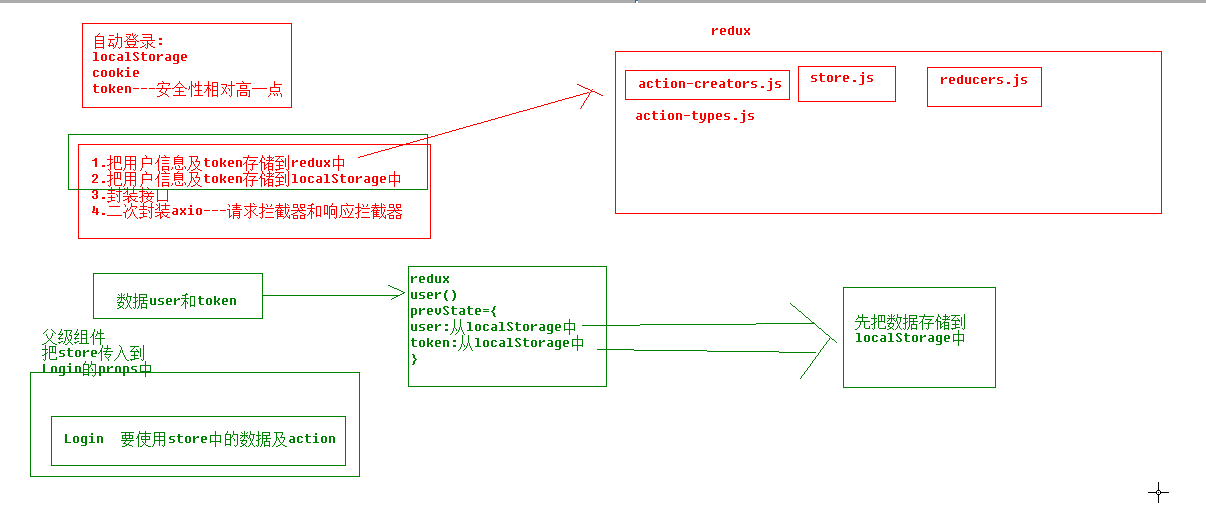 自动登录:
localStorage
cookie
token---安全性相对高一点
redux
action-creators.js
store.js
reducers.js
action-types.js
1.把用户信息及token存储到redux中
2.把用户信息及token存储到localStorage中
3.封装接口
4.二次封装axio---请求拦截器和响应拦截器
数据user和token
redux
user()
prevState={
user:从localStorage中
token:从localStorage中
}
先把数据存储到
localStorage中
父级组件
把store传入到
Login的props中
Login 要使用store中的数据及action